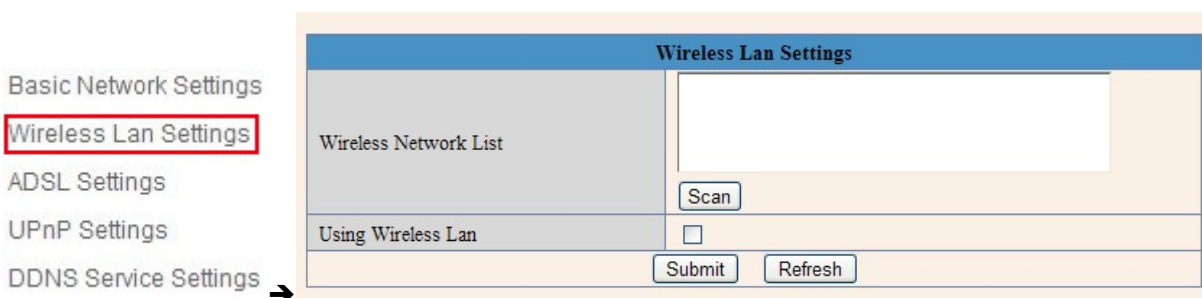 Basic Network Settings
Wireless Lan Settings
ADSL Settings
UPnP Settings
DDNS Service Settings ➔
Wireless Lan Settings
Wireless Network List
Scan
Using Wireless Lan
Submit Refresh